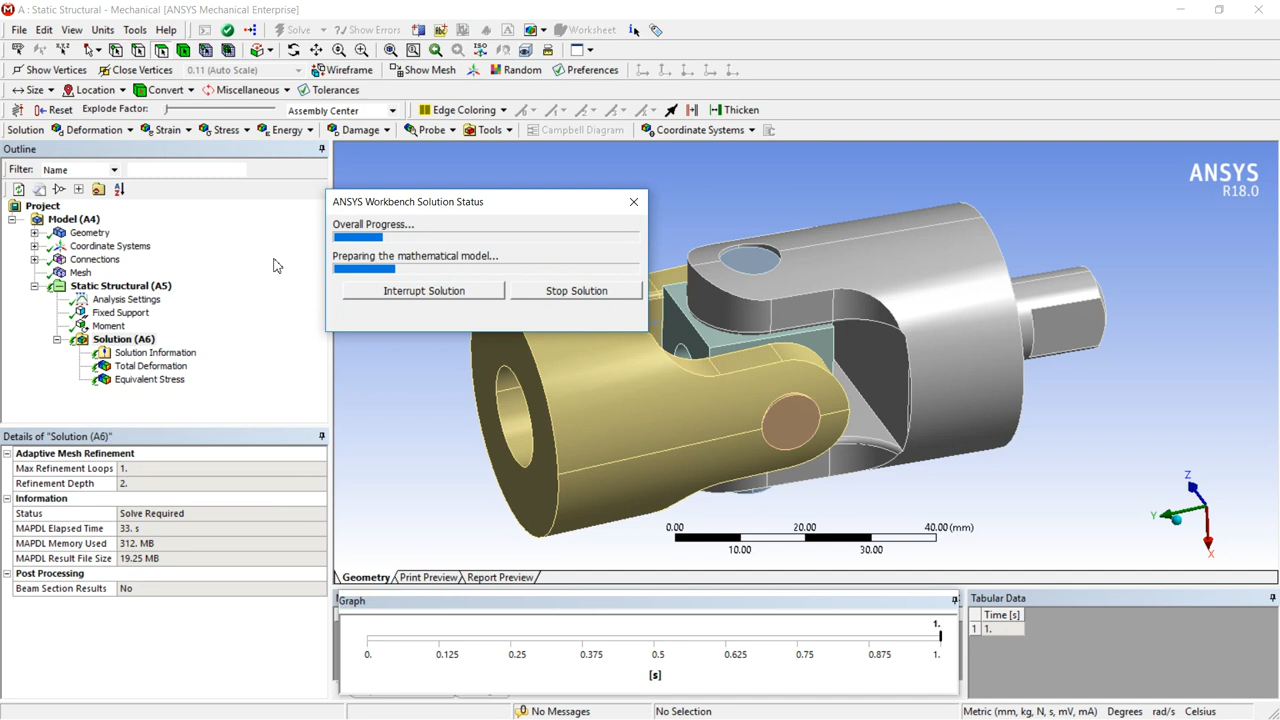 A : Static Structural - Mechanical [ANSYS Mechanical Enterprise]
File Edit View Units Tools Help Solve ?/ Show Errors Worksheet
Show Vertices Close Vertices 0.11 (Auto Scale) Wireframe Show Mesh Random Preferences
Size Location Convert Miscellaneous Tolerances
Reset Explode Factor: Assembly Center Edge Coloring Thicken
Solution Deformation Strain Stress Energy Damage Probe Tools Campbell Diagram Coordinate Systems
Outline
Filter: Name
Project
Model (A4)
Geometry
Coordinate Systems
Connections
Mesh
Static Structural (A5)
Analysis Settings
Fixed Support
Moment
Solution (A6)
Solution Information
Total Deformation
Equivalent Stress
Details of "Solution (A6)"
Adaptive Mesh Refinement
Max Refinement Loops 1.
Refinement Depth 2.
Information
Status Solve Required
MAPDL Elapsed Time 33. s
MAPDL Memory Used 312. MB
MAPDL Result File Size 19.25 MB
Post Processing
Beam Section Results No
ANSYS Workbench Solution Status
Overall Progress...
Preparing the mathematical model...
Interrupt Solution Stop Solution
ANSYS
R18.0
Z
Y
X
0.00 20.00 40.00 (mm)
10.00 30.00
Geometry Print Preview Report Preview
Graph
1.
0. 0.125 0.25 0.375 0.5 0.625 0.75 0.875 1.
[s]
Tabular Data
Time [s]
1 1.
No Messages No Selection Metric (mm, kg, N, s, mV, mA) Degrees rad/s Celsius